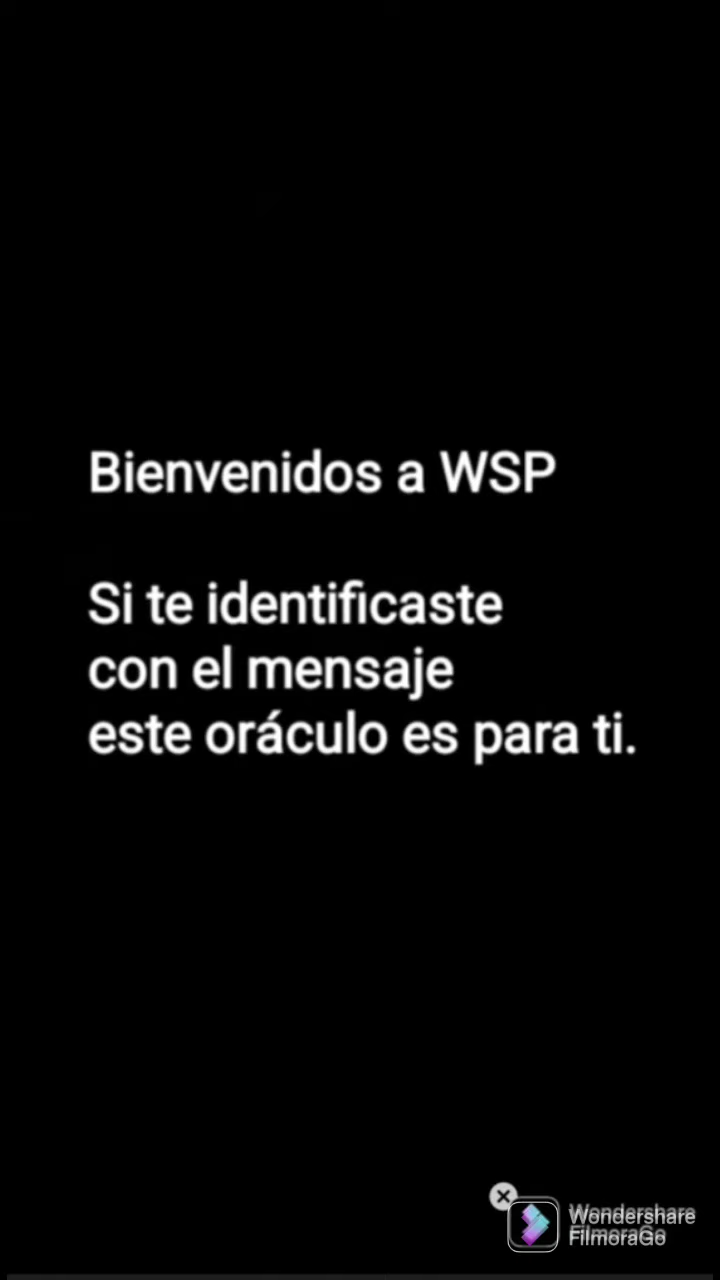 Bienvenidos a WSP
Si te identificaste
con el mensaje
este oráculo es para ti.
Wondershare
FilmoraGo